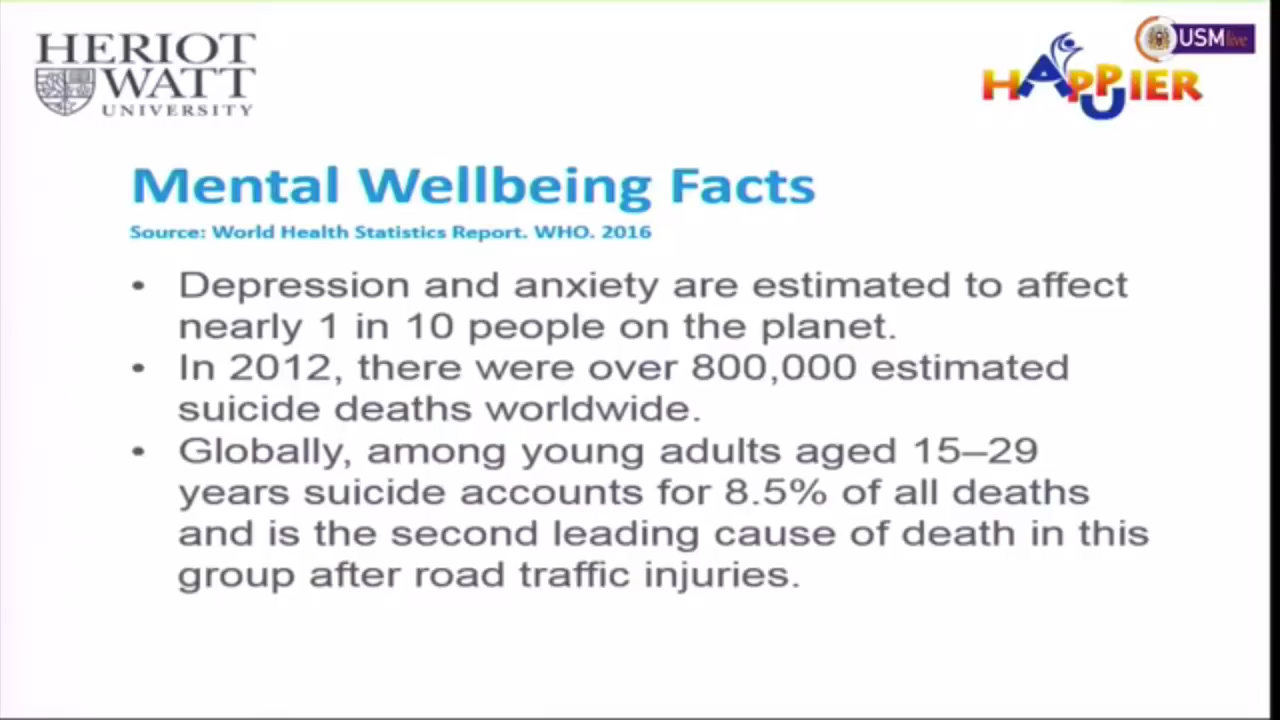 HERIOT
WATT
UNIVERSITY
HAPPIER
USM live
Mental Wellbeing Facts
Source: World Health Statistics Report. WHO. 2016
• Depression and anxiety are estimated to affect
nearly 1 in 10 people on the planet.
• In 2012, there were over 800,000 estimated
suicide deaths worldwide.
• Globally, among young adults aged 15–29
years suicide accounts for 8.5% of all deaths
and is the second leading cause of death in this
group after road traffic injuries.